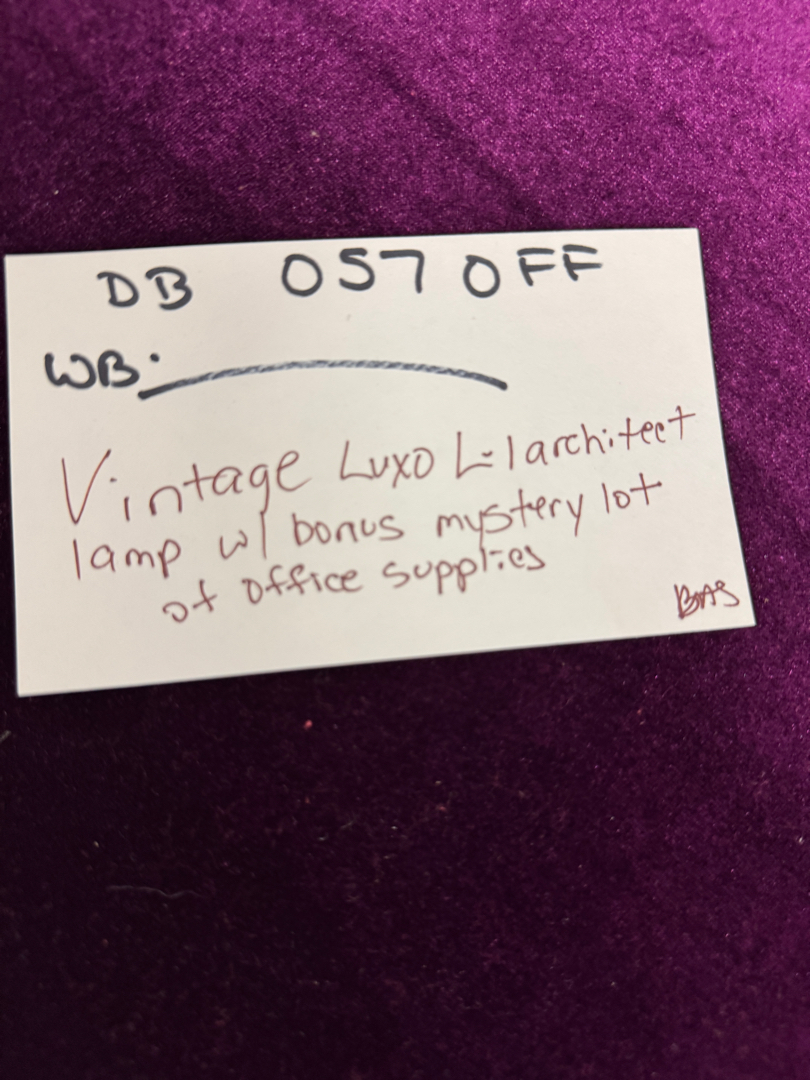 DB 057 OFF
WB:
Vintage Luxo L-1 architect
lamp w/ bonus mystery lot
of office supplies
BAS